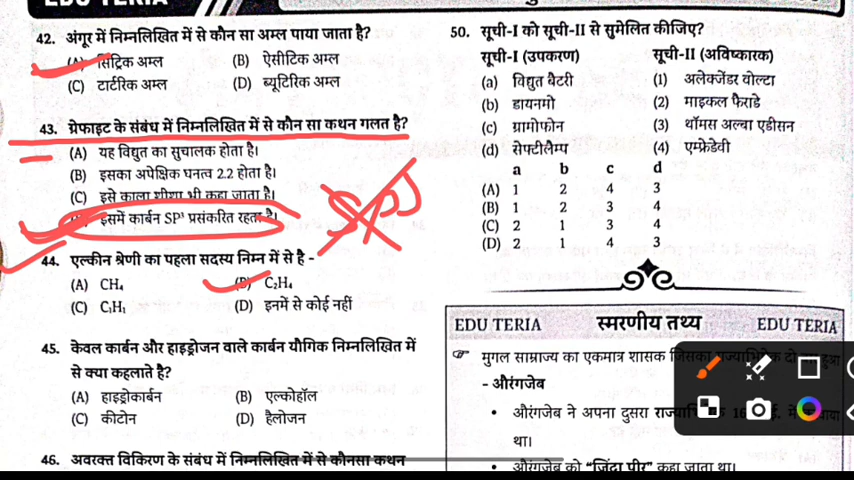 EDU TERIA
42. अंगूर में निम्नलिखित में से कौन सा अम्ल पाया जाता है?
(A) सिट्रिक अम्ल (B) ऐसीटिक अम्ल
(C) टार्टरिक अम्ल (D) ब्यूटिरिक अम्ल
43. ग्रेफाइट के संबंध में निम्नलिखित में से कौन सा कथन गलत है?
(A) यह विद्युत का सुचालक होता है।
(B) इसका अपेक्षिक घनत्व 2.2 होता है।
(C) इसे काला शीशा भी कहा जाता है।
इसमें कार्बन SP³ प्रसंकरित रहता है।
44. एल्कीन श्रेणी का पहला सदस्य निम्न में से है -
(A) CH₄ (B) C₂H₄
(C) C₃H₁ (D) इनमें से कोई नहीं
45. केवल कार्बन और हाइड्रोजन वाले कार्बन यौगिक निम्नलिखित में
से क्या कहलाते है?
(A) हाइड्रोकार्बन (B) एल्कोहॉल
(C) कीटोन (D) हैलोजन
46. अवरक्त विकिरण के संबंध में निम्नलिखित में से कौनसा कथन
50. सूची-I को सूची-II से सुमेलित कीजिए?
सूची-I (उपकरण) सूची-II (अविष्कारक)
(a) विद्युत बैटरी (1) अलेक्जेंडर वोल्टा
(b) डायनमो (2) माइकल फैराडे
(c) ग्रामोफोन (3) थॉमस अल्बा एडीसन
(d) सेफ्टीलैम्प (4) एम्फ्रेडेवी
a b c d
(A) 1 2 4 3
(B) 1 2 3 4
(C) 2 1 3 4
(D) 2 1 4 3
EDU TERIA स्मरणीय तथ्य EDU TERIA
मुगल साम्राज्य का एकमात्र शासक जिसका राज्याभिषेक दो हुआ
- औरंगजेब
• औरंगजेब ने अपना दुसरा
था।
• औरंगजेब को “जिंदा पीर” कहा जाता था।